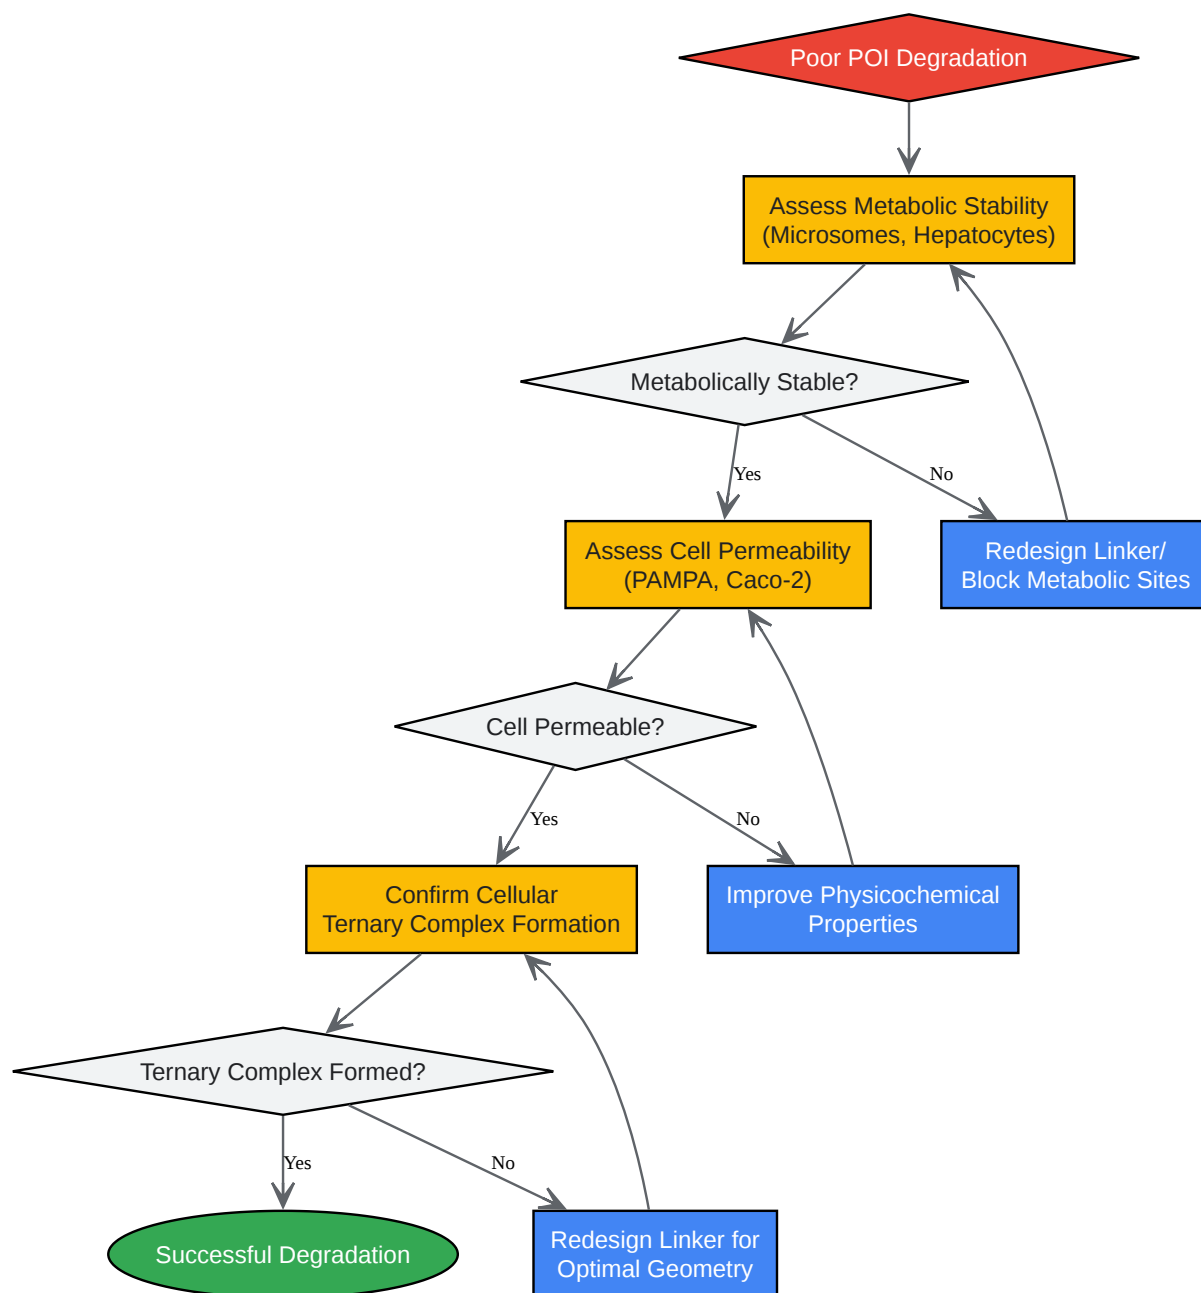 Poor POI Degradation
Assess Metabolic Stability
(Microsomes, Hepatocytes)
Metabolically Stable?
Yes
No
Assess Cell Permeability
(PAMPA, Caco-2)
Redesign Linker/
Block Metabolic Sites
Cell Permeable?
Yes
No
Confirm Cellular
Ternary Complex Formation
Improve Physicochemical
Properties
Ternary Complex Formed?
Yes
No
Successful Degradation
Redesign Linker for
Optimal Geometry